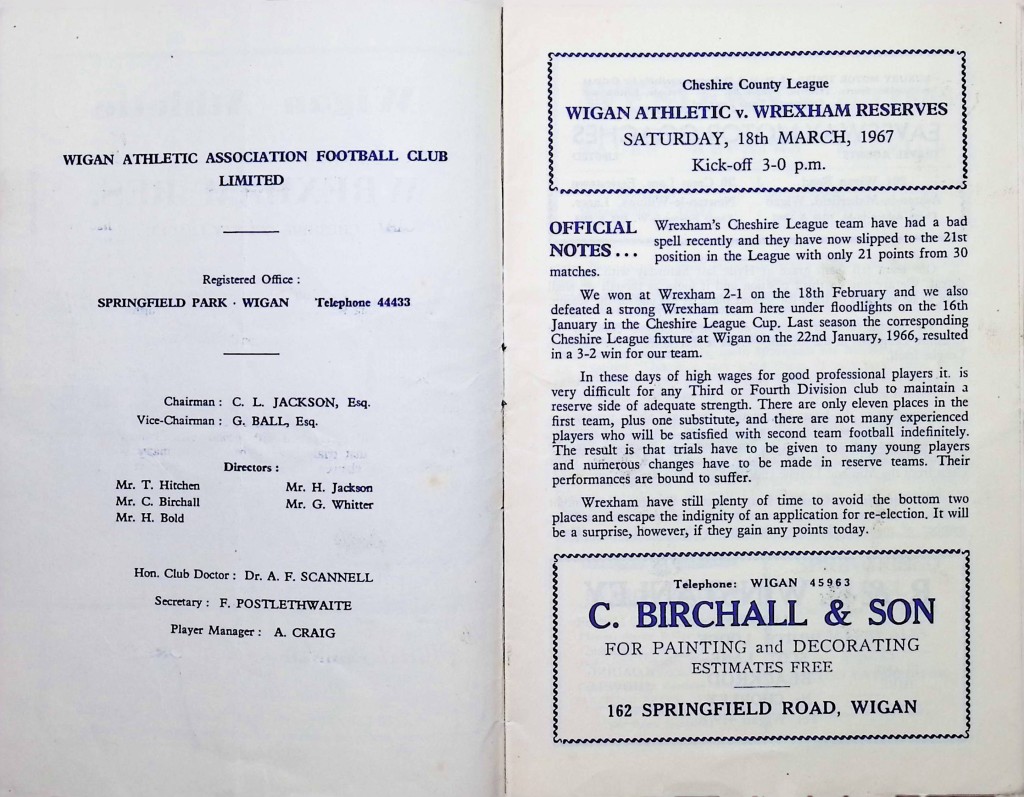 WIGAN ATHLETIC ASSOCIATION FOOTBALL CLUB
LIMITED
Registered Office :
SPRINGFIELD PARK · WIGAN Telephone 44433
Chairman : C. L. JACKSON, Esq.
Vice-Chairman : G. BALL, Esq.
Directors :
Mr. T. Hitchen Mr. H. Jackson
Mr. C. Birchall Mr. G. Whitter
Mr. H. Bold
Hon. Club Doctor : Dr. A. F. SCANNELL
Secretary : F. POSTLETHWAITE
Player Manager : A. CRAIG
Cheshire County League
WIGAN ATHLETIC v. WREXHAM RESERVES
SATURDAY, 18th MARCH, 1967
Kick-off 3-0 p.m.
OFFICIAL NOTES... Wrexham's Cheshire League team have had a bad
spell recently and they have now slipped to the 21st
position in the League with only 21 points from 30
matches.
We won at Wrexham 2-1 on the 18th February and we also
defeated a strong Wrexham team here under floodlights on the 16th
January in the Cheshire League Cup. Last season the corresponding
Cheshire League fixture at Wigan on the 22nd January, 1966, resulted
in a 3-2 win for our team.
In these days of high wages for good professional players it. is
very difficult for any Third or Fourth Division club to maintain a
reserve side of adequate strength. There are only eleven places in the
first team, plus one substitute, and there are not many experienced
players who will be satisfied with second team football indefinitely.
The result is that trials have to be given to many young players
and numerous changes have to be made in reserve teams. Their
performances are bound to suffer.
Wrexham have still plenty of time to avoid the bottom two
places and escape the indignity of an application for re-election. It will
be a surprise, however, if they gain any points today.
Telephone: WIGAN 45963
C. BIRCHALL & SON
FOR PAINTING and DECORATING
ESTIMATES FREE
162 SPRINGFIELD ROAD, WIGAN